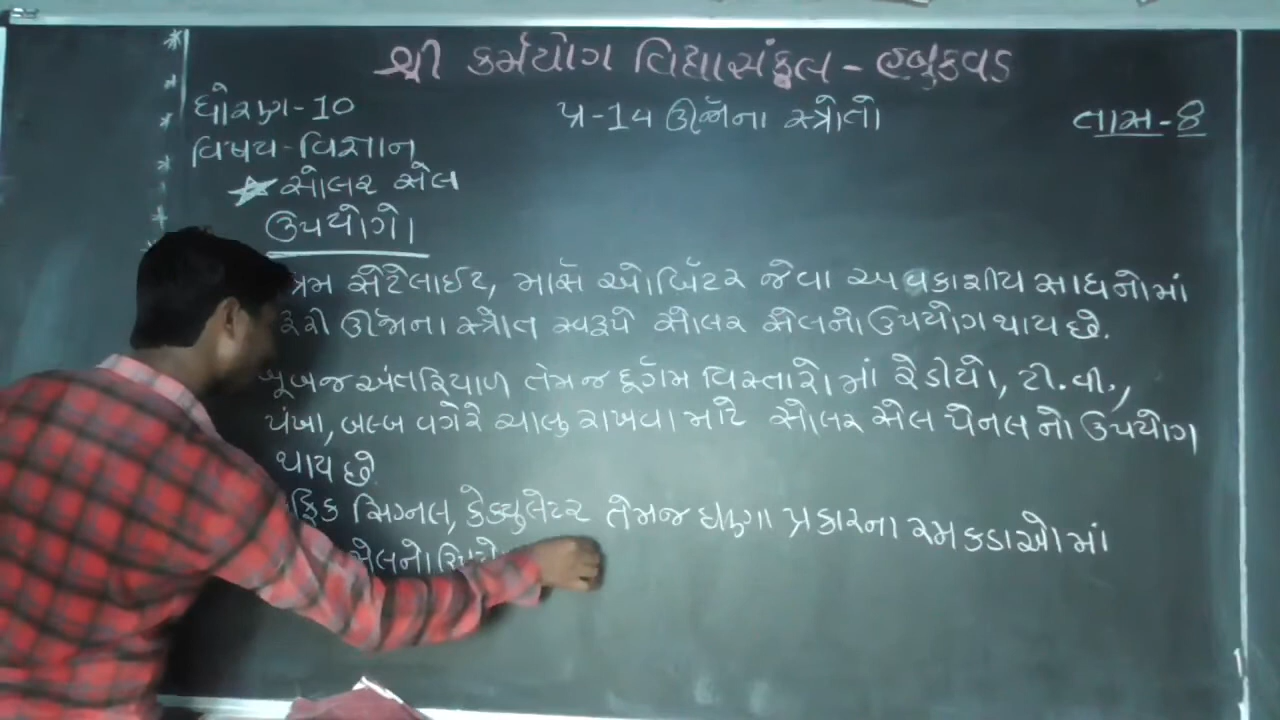 શ્રી કર્મયોગ વિદ્યાસંકુલ - હબુકવડ
ધોરણ-10
પ્ર-14 ઊર્જાના સ્ત્રોતો
તાસ-8
વિષય-વિજ્ઞાન
સોલર સેલ
ઉપયોગો
સેટેલાઈટ, માર્સ ઓર્બિટર જેવા અવકાશીય સાધનોમાં
ઊર્જાના સ્ત્રોત સ્વરૂપે સોલર સેલનો ઉપયોગ થાય છે.
ખૂબજ અંતરિયાળ તેમજ દૂર્ગમ વિસ્તારોમાં રેડીયો, ટી.વી.,
પંખા, બલ્બ વગેરે ચાલુ રાખવા માટે સોલર સેલ પેનલનો ઉપયોગ
થાય છે
સિગ્નલ, કેલ્ક્યુલેટર તેમજ ઘણા પ્રકારના રમકડાઓમાં
સેલનો